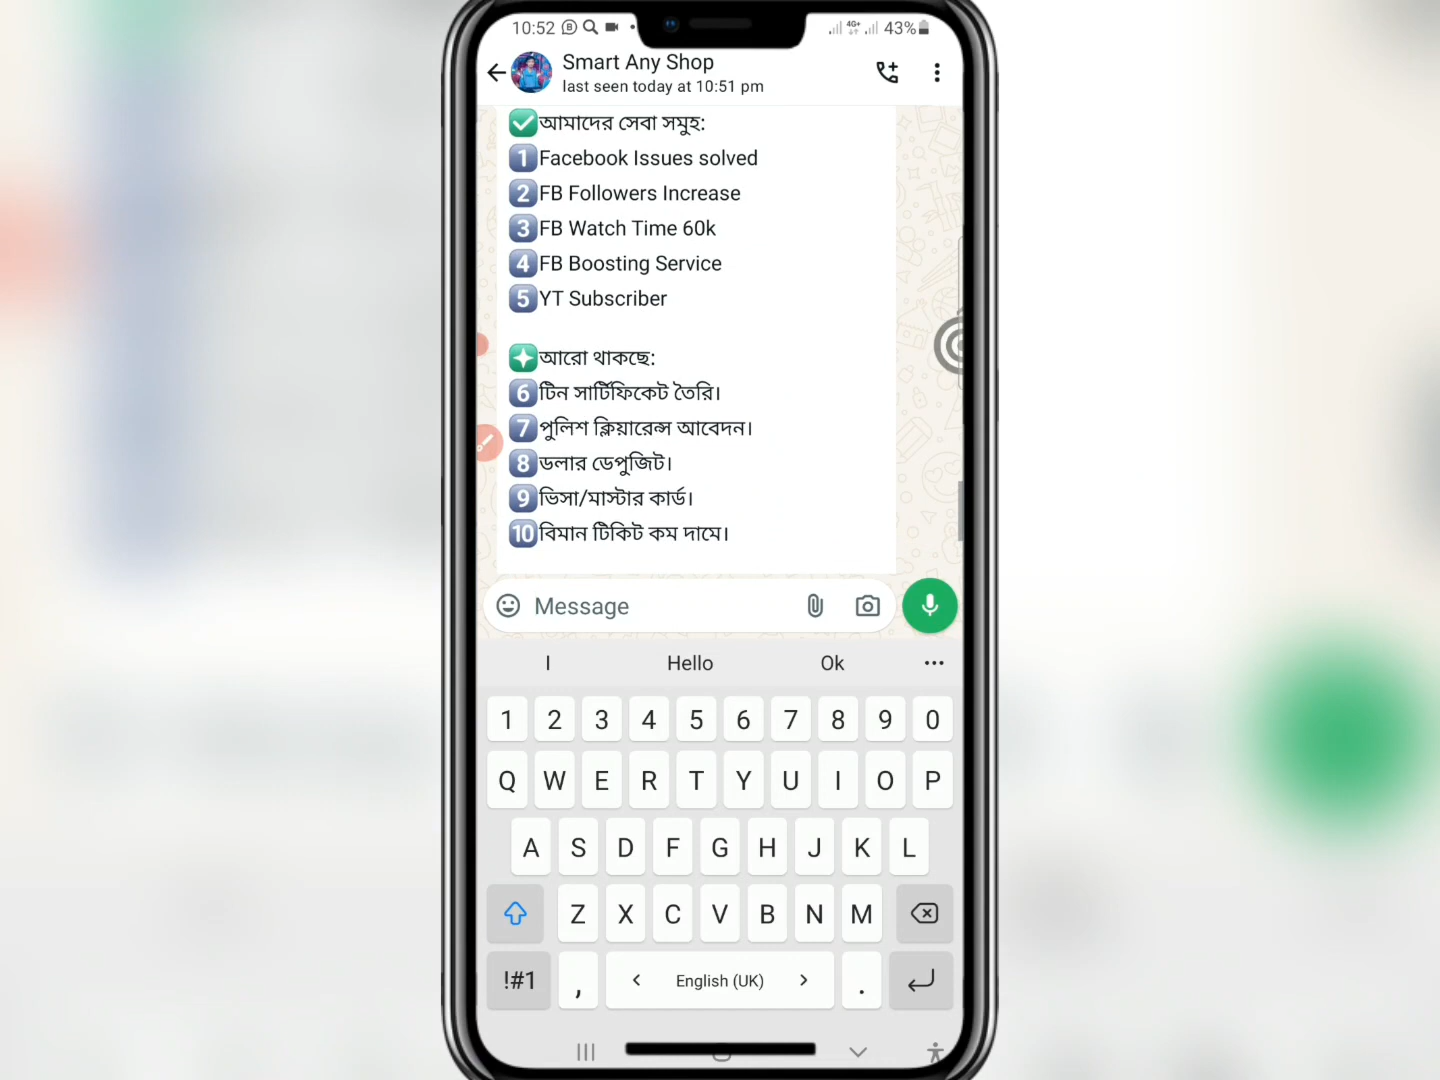 10:52
4G+
43%
Smart Any Shop
last seen today at 10:51 pm
✅আমাদের সেবা সমুহ:
1️⃣Facebook Issues solved
2️⃣FB Followers Increase
3️⃣FB Watch Time 60k
4️⃣FB Boosting Service
5️⃣YT Subscriber
আরো থাকছে:
6️⃣টিন সার্টিফিকেট তৈরি।
7️⃣পুলিশ ক্লিয়ারেন্স আবেদন।
8️⃣ডলার ডেপুজিট।
9️⃣ভিসা/মাস্টার কার্ড।
🔟বিমান টিকিট কম দামে।
Message
I Hello Ok
1 2 3 4 5 6 7 8 9 0
Q W E R T Y U I O P
A S D F G H J K L
Z X C V B N M
!#1 , < English (UK) > .